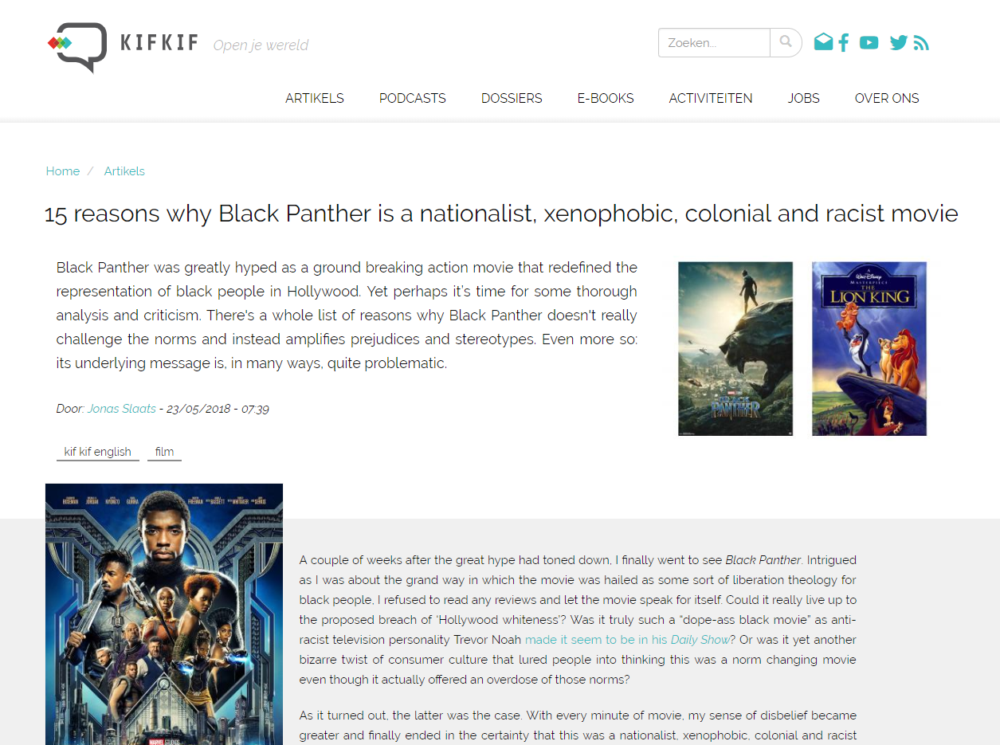 KIFKIF Open je wereld
Zoeken...
ARTIKELS PODCASTS DOSSIERS E-BOOKS ACTIVITEITEN JOBS OVER ONS
Home / Artikels
15 reasons why Black Panther is a nationalist, xenophobic, colonial and racist movie
Black Panther was greatly hyped as a ground breaking action movie that redefined the
representation of black people in Hollywood. Yet perhaps it’s time for some thorough
analysis and criticism. There's a whole list of reasons why Black Panther doesn't really
challenge the norms and instead amplifies prejudices and stereotypes. Even more so:
its underlying message is, in many ways, quite problematic.
BLACK
PANTHER
WALT DISNEY
MASTERPIECE
THE
LION KING
Door: Jonas Slaats - 23/05/2018 - 07:39
kif kif english film
A couple of weeks after the great hype had toned down, I finally went to see Black Panther. Intrigued
as I was about the grand way in which the movie was hailed as some sort of liberation theology for
black people, I refused to read any reviews and let the movie speak for itself. Could it really live up to
the proposed breach of ‘Hollywood whiteness’? Was it truly such a “dope-ass black movie” as anti-
racist television personality Trevor Noah made it seem to be in his Daily Show? Or was it yet another
bizarre twist of consumer culture that lured people into thinking this was a norm changing movie
even though it actually offered an overdose of those norms?
As it turned out, the latter was the case. With every minute of movie, my sense of disbelief became
greater and finally ended in the certainty that this was a nationalist, xenophobic, colonial and racist
MARVEL STUDIOS